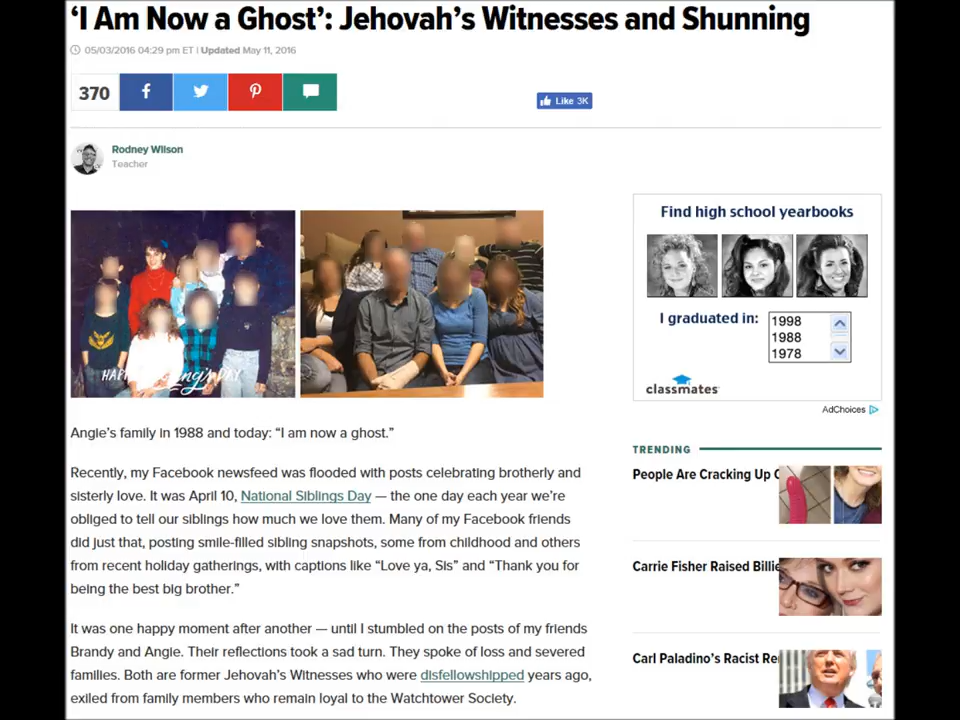 ‘I Am Now a Ghost’: Jehovah’s Witnesses and Shunning
05/03/2016 04:29 pm ET | Updated May 11, 2016
370
Like 3K
Rodney Wilson
Teacher
Find high school yearbooks
I graduated in:
1998
1988
1978
classmates
AdChoices
Angie’s family in 1988 and today: “I am now a ghost.”
Recently, my Facebook newsfeed was flooded with posts celebrating brotherly and
sisterly love. It was April 10, National Siblings Day — the one day each year we’re
obliged to tell our siblings how much we love them. Many of my Facebook friends
did just that, posting smile-filled sibling snapshots, some from childhood and others
from recent holiday gatherings, with captions like “Love ya, Sis” and “Thank you for
being the best big brother.”
It was one happy moment after another — until I stumbled on the posts of my friends
Brandy and Angie. Their reflections took a sad turn. They spoke of loss and severed
families. Both are former Jehovah’s Witnesses who were disfellowshipped years ago,
exiled from family members who remain loyal to the Watchtower Society.
TRENDING
People Are Cracking Up
Carrie Fisher Raised Billie
Carl Paladino’s Racist